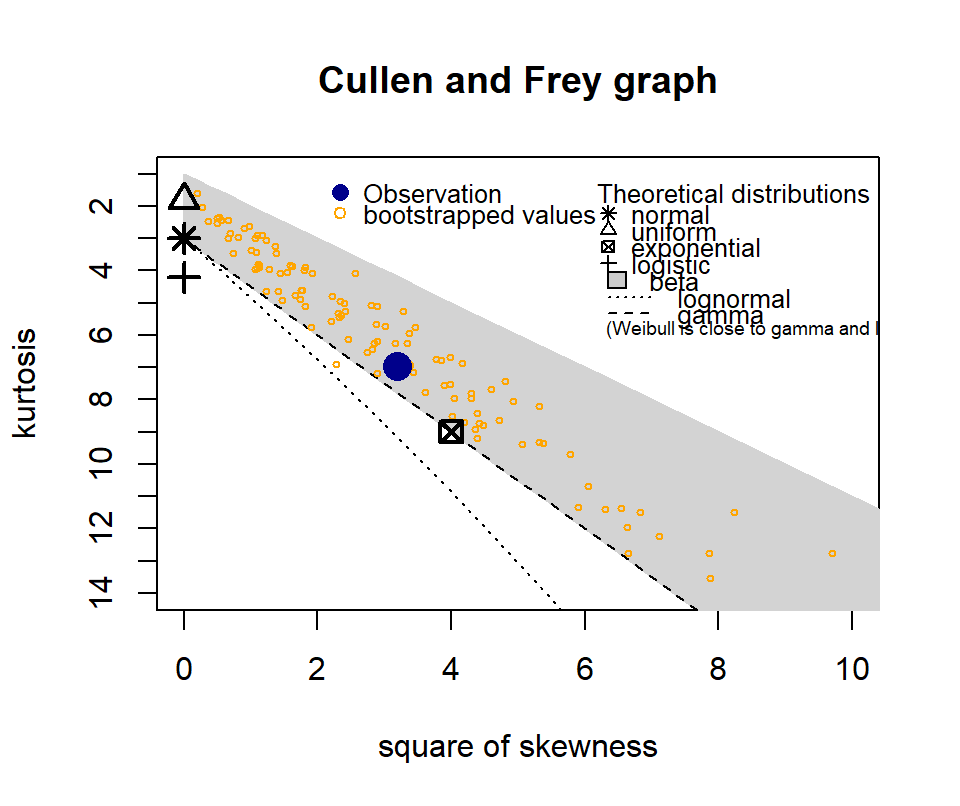 Cullen and Frey graph
Observation
bootstrapped values
Theoretical distributions
normal
uniform
exponential
logistic
beta
lognormal
gamma
(Weibull is close to gamma and l
kurtosis
2
4
6
8
10
12
14
0 2 4 6 8 10
square of skewness